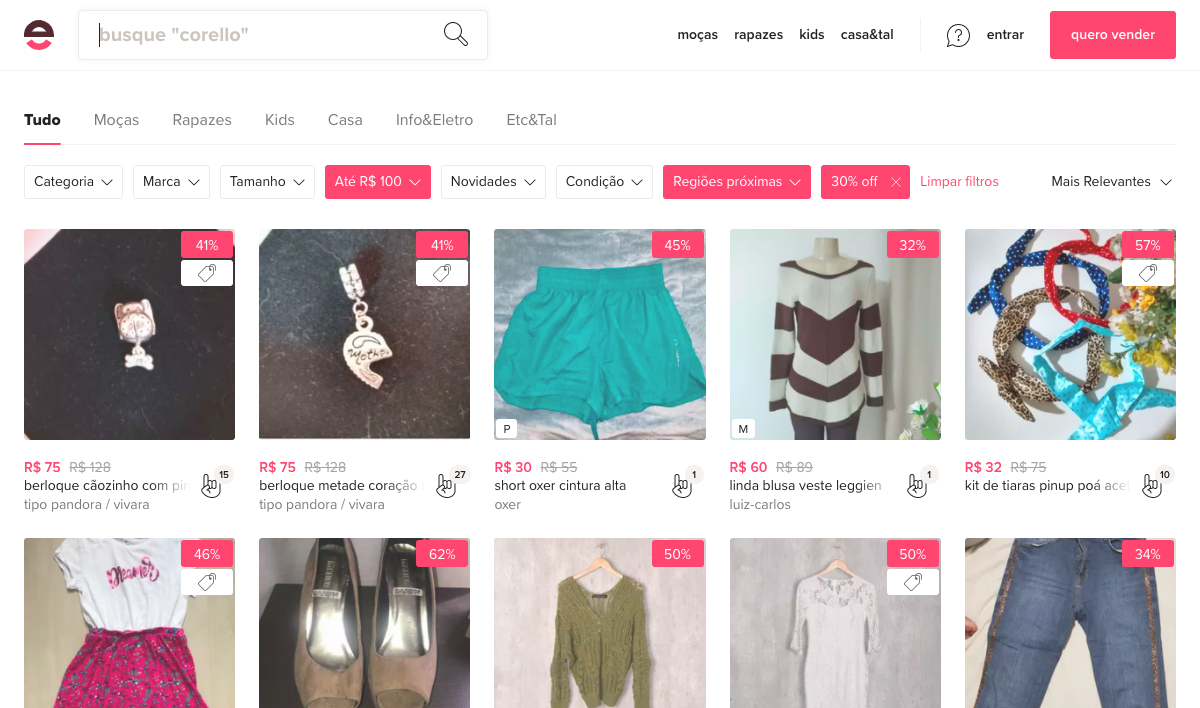 busque "corello"
moças rapazes kids casa&tal entrar quero vender
Tudo Moças Rapazes Kids Casa Info&Eletro Etc&Tal
Categoria Marca Tamanho Até R$ 100 Novidades Condição Regiões próximas 30% off Limpar filtros Mais Relevantes
41% 41% 45% 32% 57%
Mother
P M
R$ 75 R$ 128 15 R$ 75 R$ 128 27 R$ 30 R$ 55 1 R$ 60 R$ 89 1 R$ 32 R$ 75 10
berloque cãozinho com pin berloque metade coração short oxer cintura alta linda blusa veste leggien kit de tiaras pinup poá acet
tipo pandora / vivara tipo pandora / vivara oxer luiz-carlos
46% 62% 50% 50% 34%